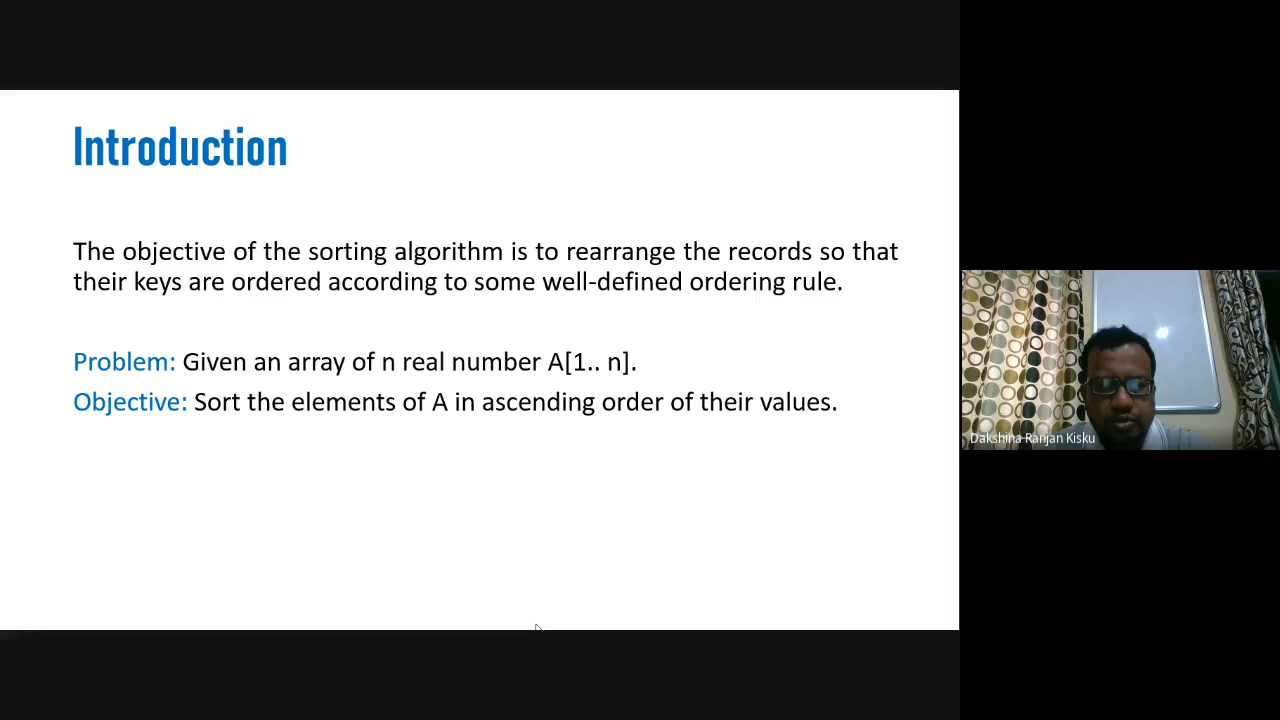 Introduction
The objective of the sorting algorithm is to rearrange the records so that
their keys are ordered according to some well-defined ordering rule.
Problem: Given an array of n real number A[1.. n].
Objective: Sort the elements of A in ascending order of their values.
Dakshina Ranjan Kisku